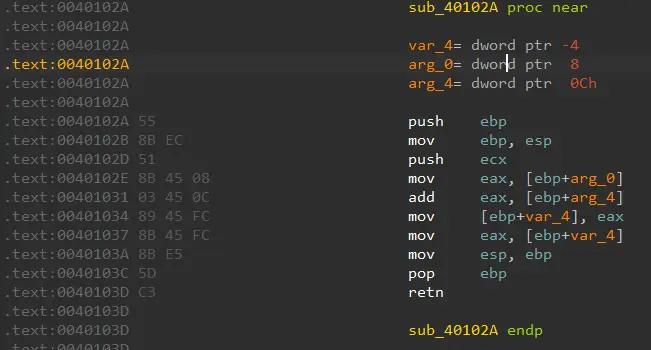 .text:0040102A sub_40102A proc near
.text:0040102A
.text:0040102A var_4= dword ptr -4
.text:0040102A arg_0= dword ptr  8
.text:0040102A arg_4= dword ptr  0Ch
.text:0040102A
.text:0040102A 55 push ebp
.text:0040102B 8B EC mov ebp, esp
.text:0040102D 51 push ecx
.text:0040102E 8B 45 08 mov eax, [ebp+arg_0]
.text:00401031 03 45 0C add eax, [ebp+arg_4]
.text:00401034 89 45 FC mov [ebp+var_4], eax
.text:00401037 8B 45 FC mov eax, [ebp+var_4]
.text:0040103A 8B E5 mov esp, ebp
.text:0040103C 5D pop ebp
.text:0040103D C3 retn
.text:0040103D
.text:0040103D sub_40102A endp
.text:0040103D